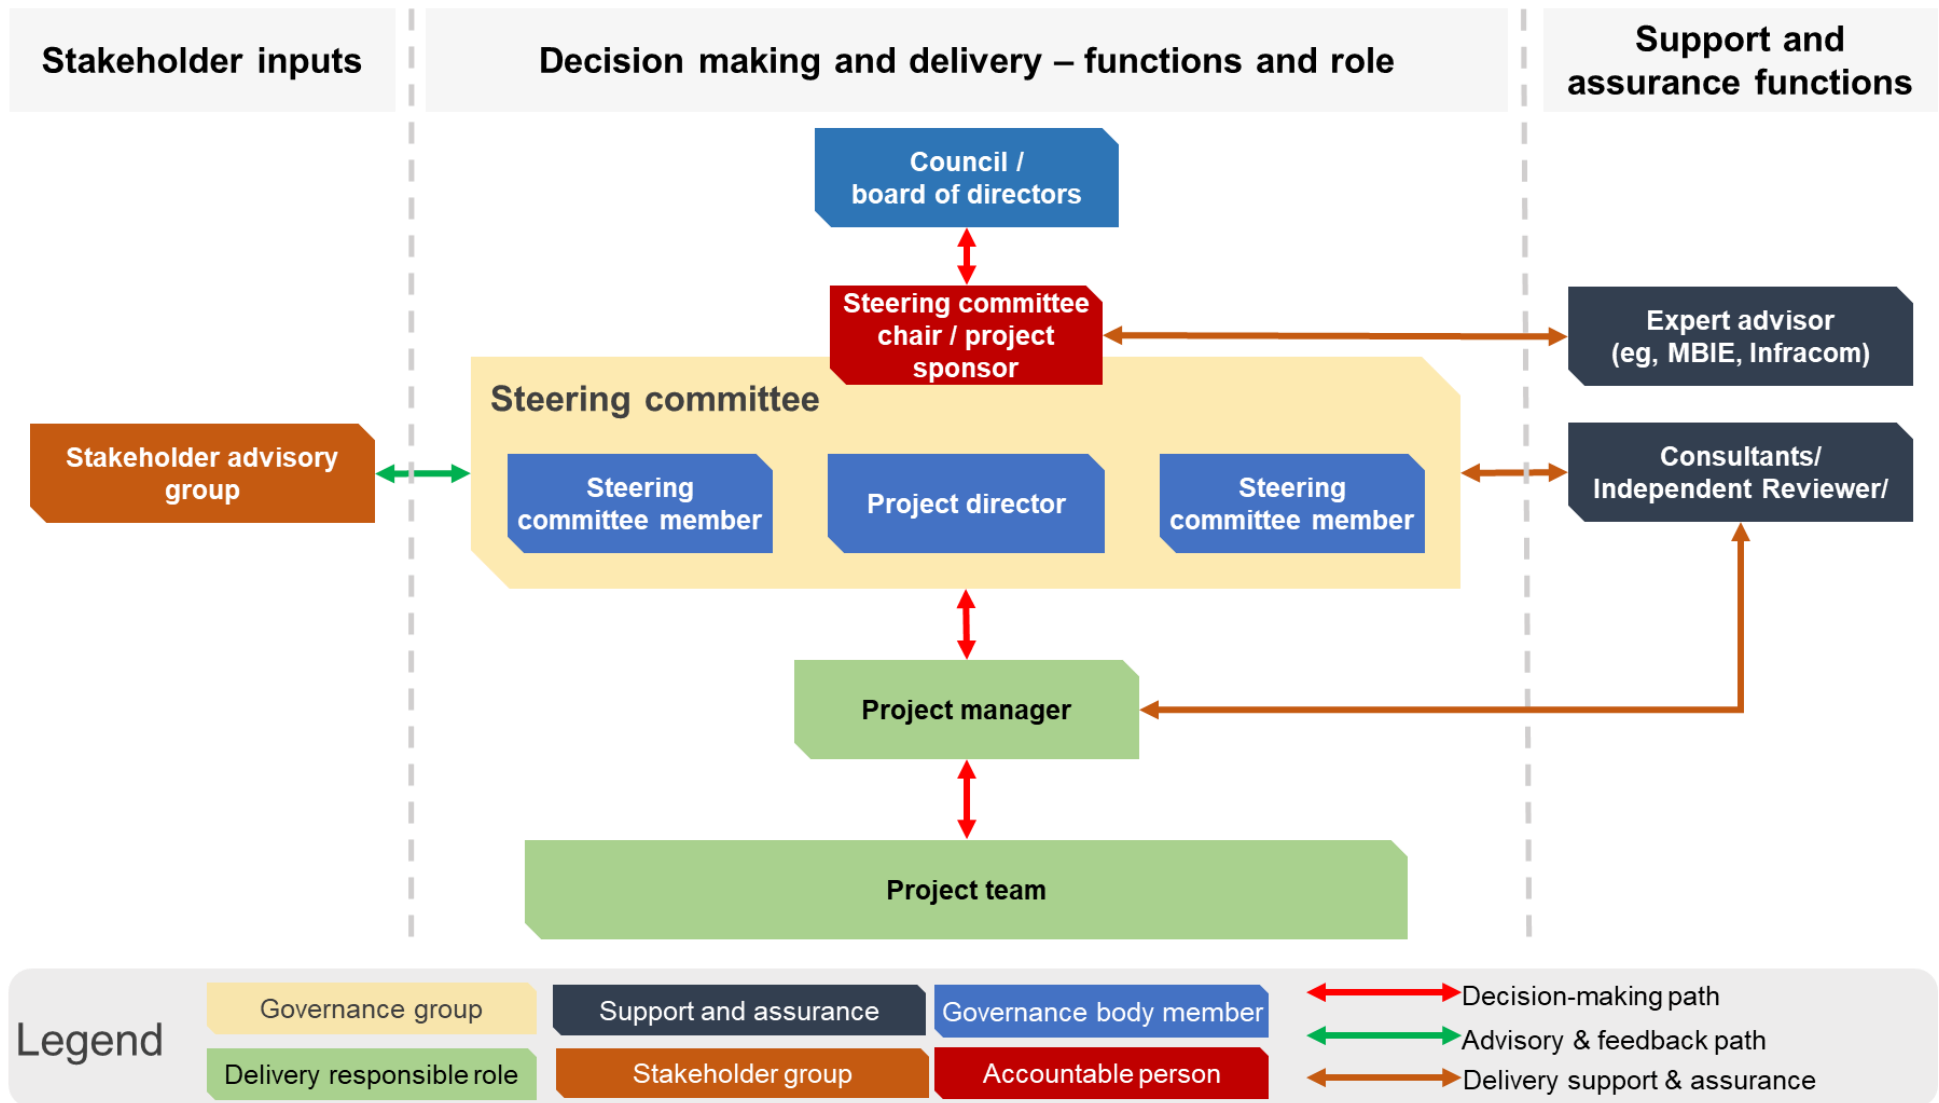 Stakeholder inputs
Decision making and delivery – functions and role
Support and
assurance functions
Council /
board of directors
Steering committee
chair / project
sponsor
Expert advisor
(eg, MBIE, Infracom)
Steering committee
Stakeholder advisory
group
Steering
committee member
Project director
Steering
committee member
Consultants/
Independent Reviewer/
Project manager
Project team
Legend
Governance group
Support and assurance
Governance body member
Decision-making path
Advisory & feedback path
Delivery responsible role
Stakeholder group
Accountable person
Delivery support & assurance